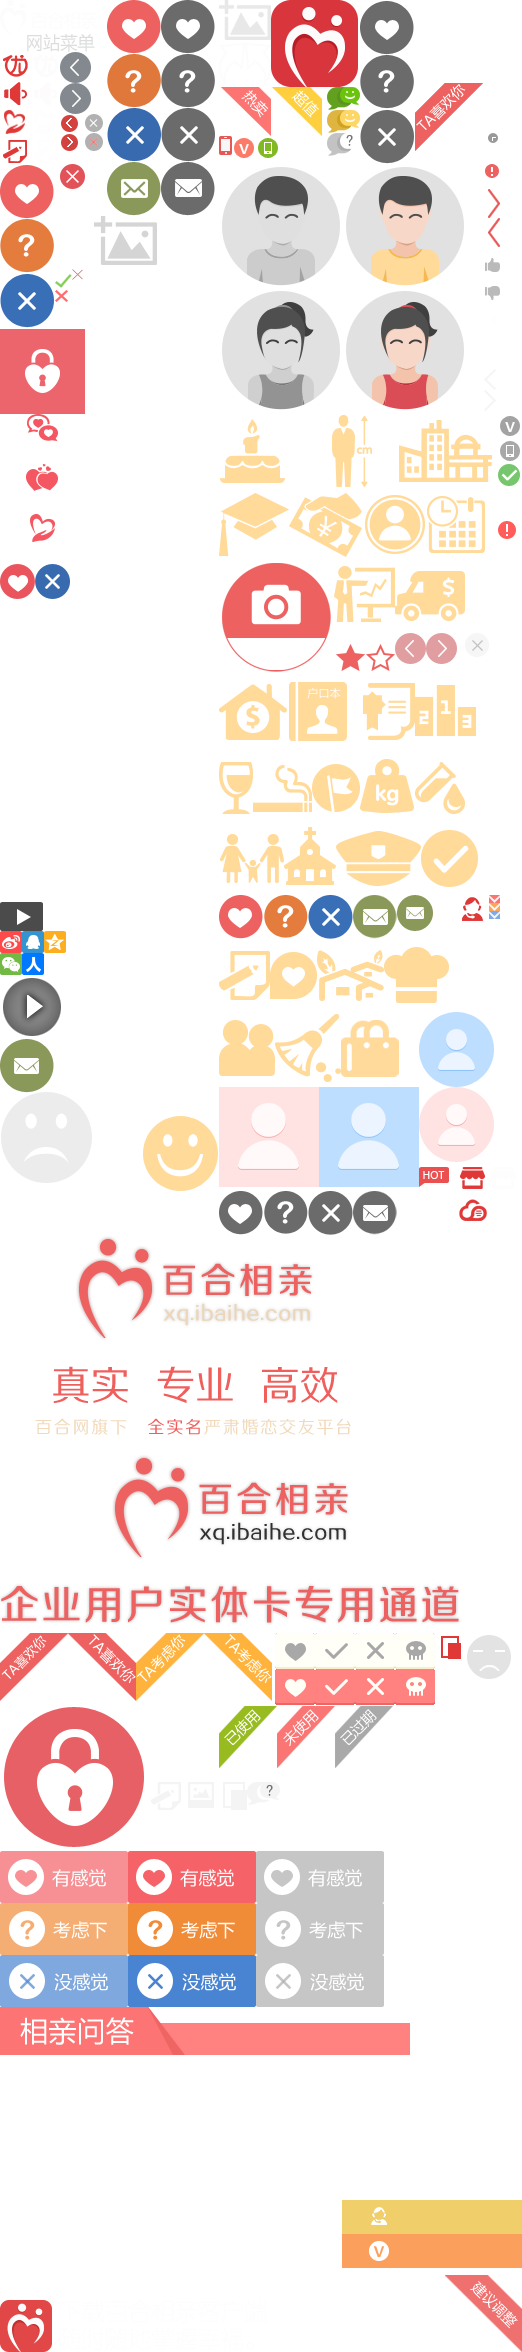 网站菜单
热卖
超值
TA喜欢你
?
?
?
?
?
V
V
cm
¥
$
户口本
$
2
1
3
kg
?
人
HOT
?
百合相亲
xq.ibaihe.com
真实 专业 高效
百合网旗下 全实名严肃婚恋交友平台
百合相亲
xq.ibaihe.com
企业用户实体卡专用通道
TA喜欢你
TA喜欢你
TA考虑你
TA考虑你
已使用
未使用
已过期
?
有感觉 有感觉 有感觉
? 考虑下 ? 考虑下 ? 考虑下
没感觉 没感觉 没感觉
相亲问答
V
建议调整